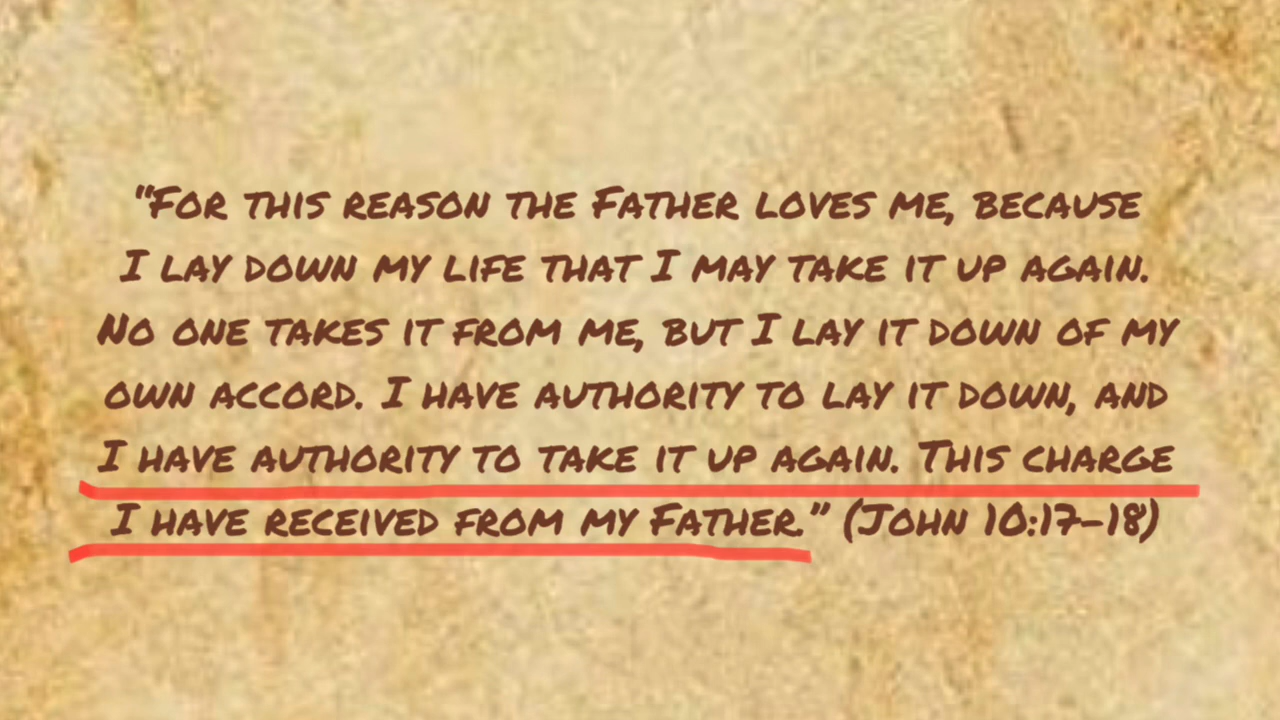 “For this reason the Father loves me, because
I lay down my life that I may take it up again.
No one takes it from me, but I lay it down of my
own accord. I have authority to lay it down, and
I have authority to take it up again. This charge
I have received from my Father.” (John 10:17–18)